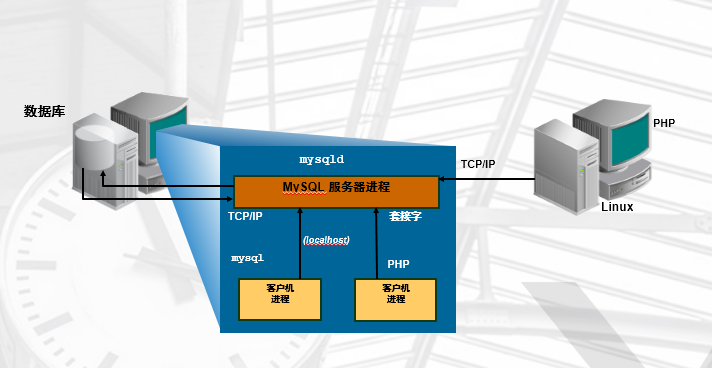 数据库
mysqld
MySQL 服务器进程
TCP/IP
PHP
Linux
TCP/IP
套接字
(localhost)
mysql
PHP
客户机
进程
客户机
进程